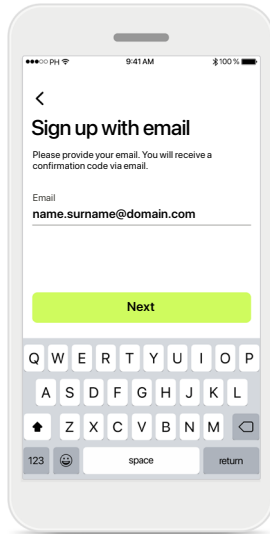 PH 9:41 AM 100 %
Sign up with email
Please provide your email. You will receive a
confirmation code via email.
Email
name.surname@domain.com
Next
Q W E R T Y U I O P
A S D F G H J K L
Z X C V B N M
123 space return